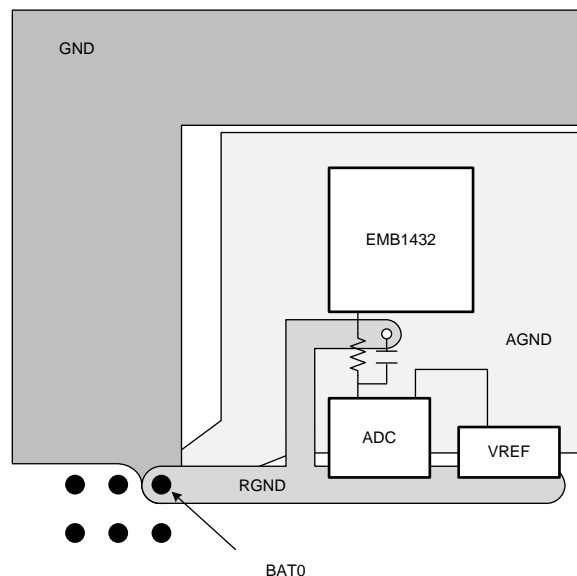 GND
EMB1432
AGND
ADC
VREF
RGND
BAT0